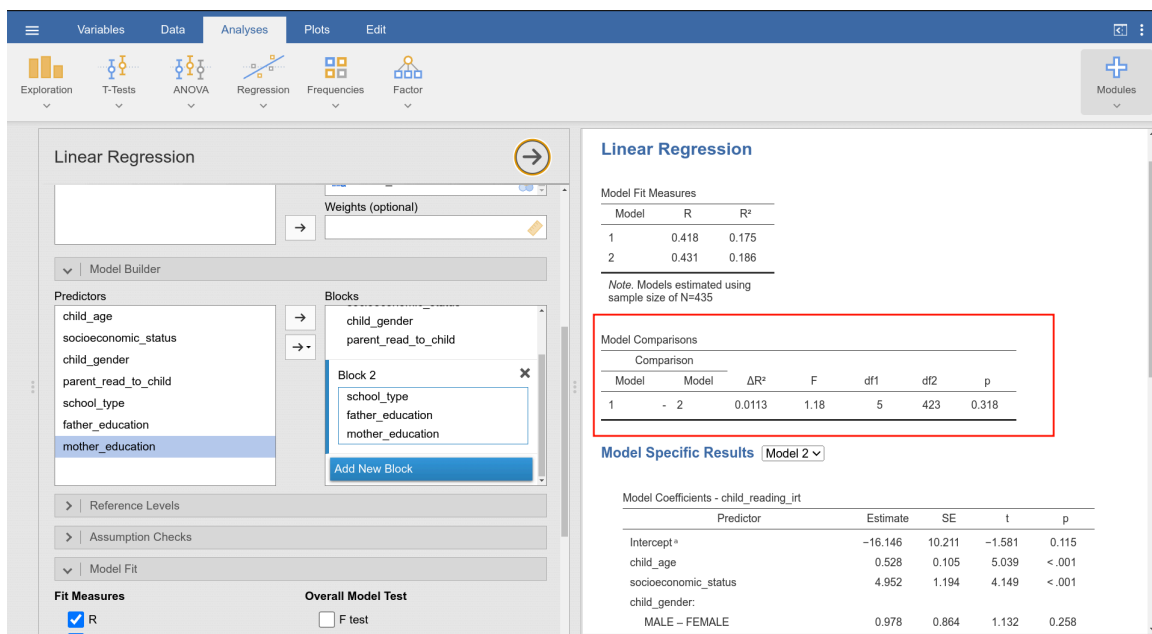 Variables Data Analyses Plots Edit
Exploration T-Tests ANOVA Regression Frequencies Factor Modules
Linear Regression
Weights (optional)
Model Builder
Predictors
child_age
socioeconomic_status
child_gender
parent_read_to_child
school_type
father_education
mother_education
Blocks
child_gender
parent_read_to_child
Block 2
school_type
father_education
mother_education
Add New Block
Reference Levels
Assumption Checks
Model Fit
Fit Measures
R
Overall Model Test
F test
Linear Regression
Model Fit Measures
Model R R²
1 0.418 0.175
2 0.431 0.186
Note. Models estimated using
sample size of N=435
Model Comparisons
Comparison
Model Model ΔR² F df1 df2 p
1 - 2 0.0113 1.18 5 423 0.318
Model Specific Results Model 2
Model Coefficients - child_reading_irt
Predictor Estimate SE t p
Intercept ᵃ −16.146 10.211 −1.581 0.115
child_age 0.528 0.105 5.039 < .001
socioeconomic_status 4.952 1.194 4.149 < .001
child_gender:
MALE – FEMALE 0.978 0.864 1.132 0.258